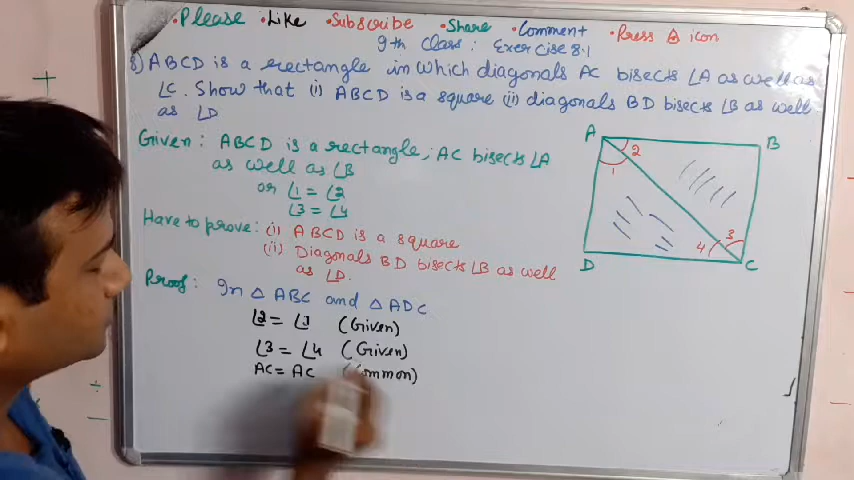 •Please •Like •Subscribe •Share •Comment •Press 🔔 icon
9th class : Exercise 8.1
8) ABCD is a rectangle in which diagonals AC bisects ∠A as well as
∠C. Show that (i) ABCD is a square (ii) diagonals BD bisects ∠B as well
as ∠D
Given: ABCD is a rectangle; AC bisects ∠A
as well as ∠B
or ∠1 = ∠2
∠3 = ∠4
Have to prove: (i) ABCD is a square
(ii) Diagonals BD bisects ∠B as well
as ∠D.
Proof: In △ ABC and △ ADC
∠2 = ∠1 (Given)
∠3 = ∠4 (Given)
AC = AC (Common)
A
B
2
1
3
4
D
C